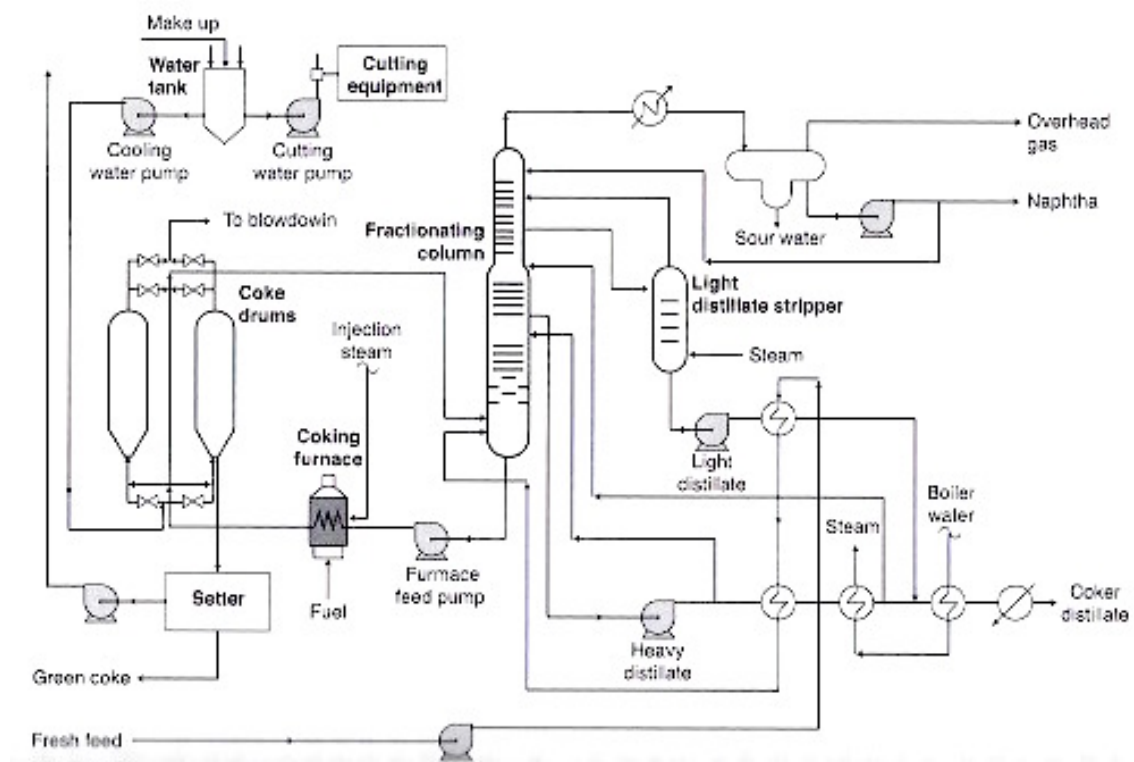 Make up
Water
tank
Cutting
equipment
Cooling
water pump
Cutting
water pump
Overhead
gas
Naphtha
Sour water
To blowdowin
Fractionating
column
Coke
drums
Light
distillate stripper
Injection
steam
Steam
Coking
furnace
Light
distillate
Boiler
waler
Steam
Coker
distillate
Furmace
feed pump
Fuel
Setter
Heavy
distillate
Green coke
Fresh feed